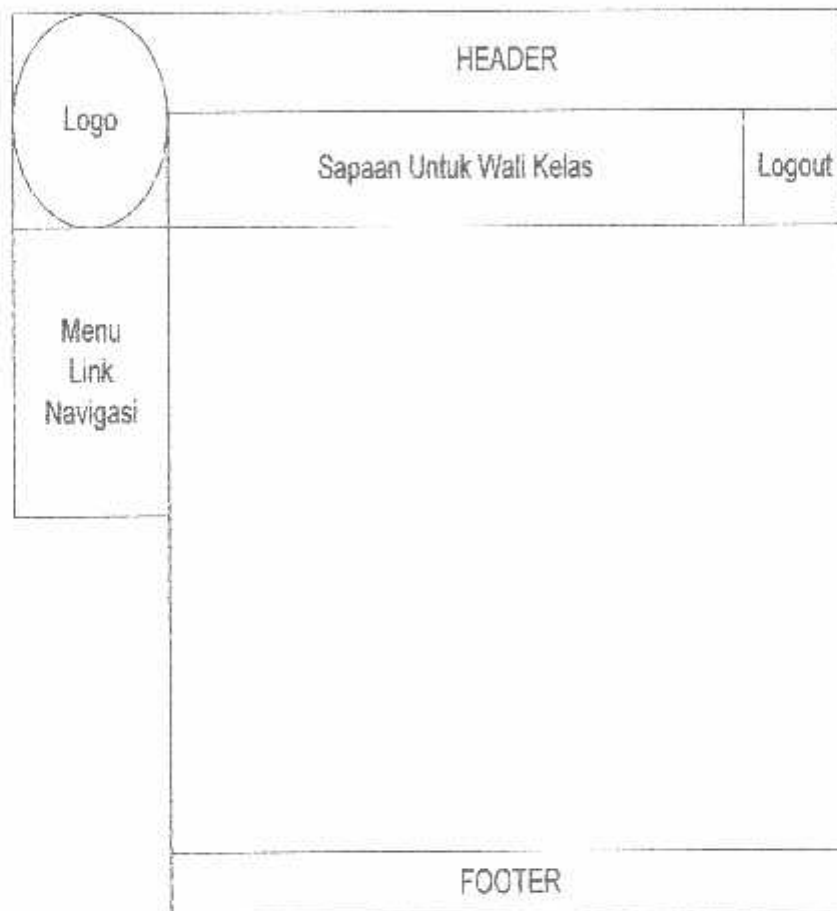 HEADER
Logo
Sapaan Untuk Wali Kelas
Logout
Menu
Link
Navigasi
FOOTER